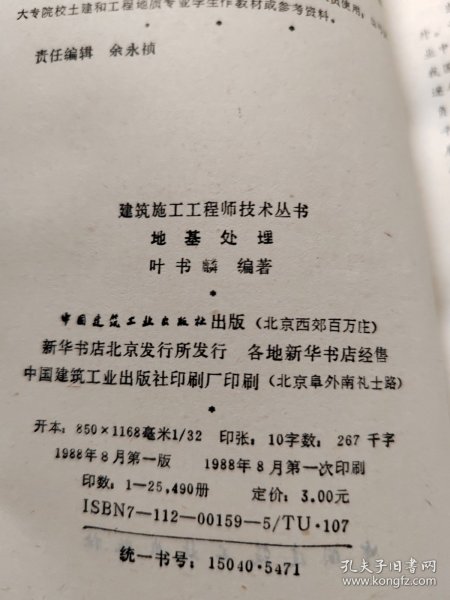 大专院校土建和工程地质专业学生作教材或参考资料。
责任编辑 余永祯
建筑施工工程师技术丛书
地基处理
叶书麟 编著
*
中国建筑工业出版社出版（北京西郊百万庄）
新华书店北京发行所发行 各地新华书店经售
中国建筑工业出版社印刷厂印刷（北京阜外南礼士路）
*
开本：850×1168毫米1/32 印张：10字数：267千字
1988年8月第一版 1988年8月第一次印刷
印数：1—25,490册 定价：3.00元
ISBN7—112—00159—5/TU·107
统一书号：15040·5471
孔夫子旧书网
www.kongfz.com